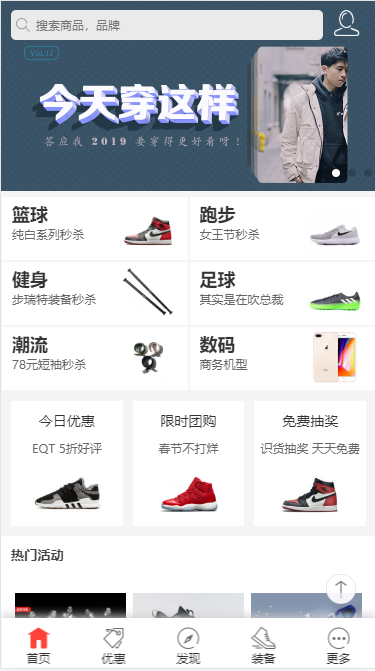 搜索商品，品牌
Vol.11
今天穿这样
答应我 2019 要穿得更好看呀！
篮球
纯白系列秒杀
跑步
女王节秒杀
健身
步瑞特装备秒杀
足球
其实是在吹总裁
潮流
78元短袖秒杀
数码
商务机型
今日优惠
EQT 5折好评
限时团购
春节不打烊
免费抽奖
识货抽奖 天天免费
热门活动
首页
优惠
发现
装备
更多